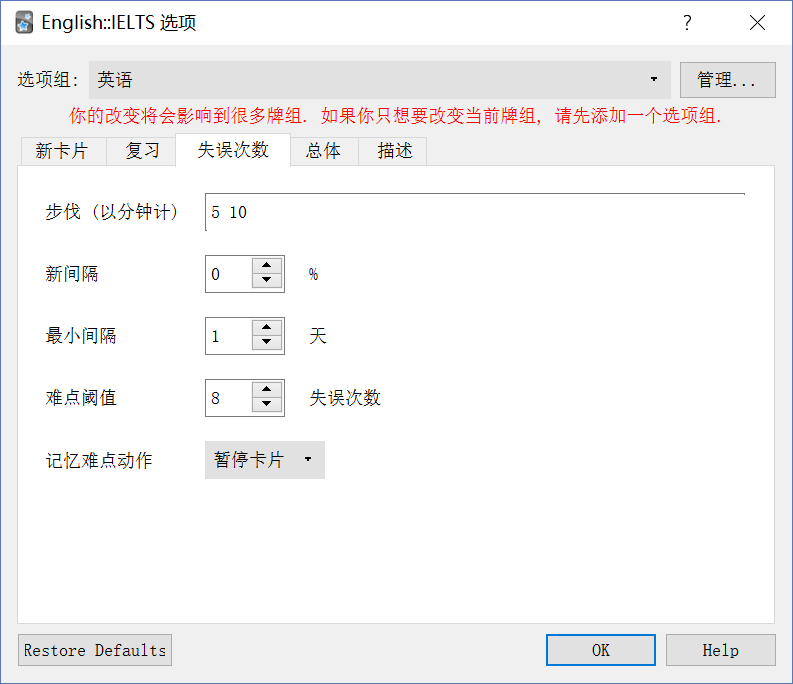 English::IELTS 选项
选项组: 英语 管理...
你的改变将会影响到很多牌组. 如果你只想要改变当前牌组, 请先添加一个选项组.
新卡片 复习 失误次数 总体 描述
步伐 (以分钟计) 5 10
新间隔 0 %
最小间隔 1 天
难点阈值 8 失误次数
记忆难点动作 暂停卡片
Restore Defaults OK Help